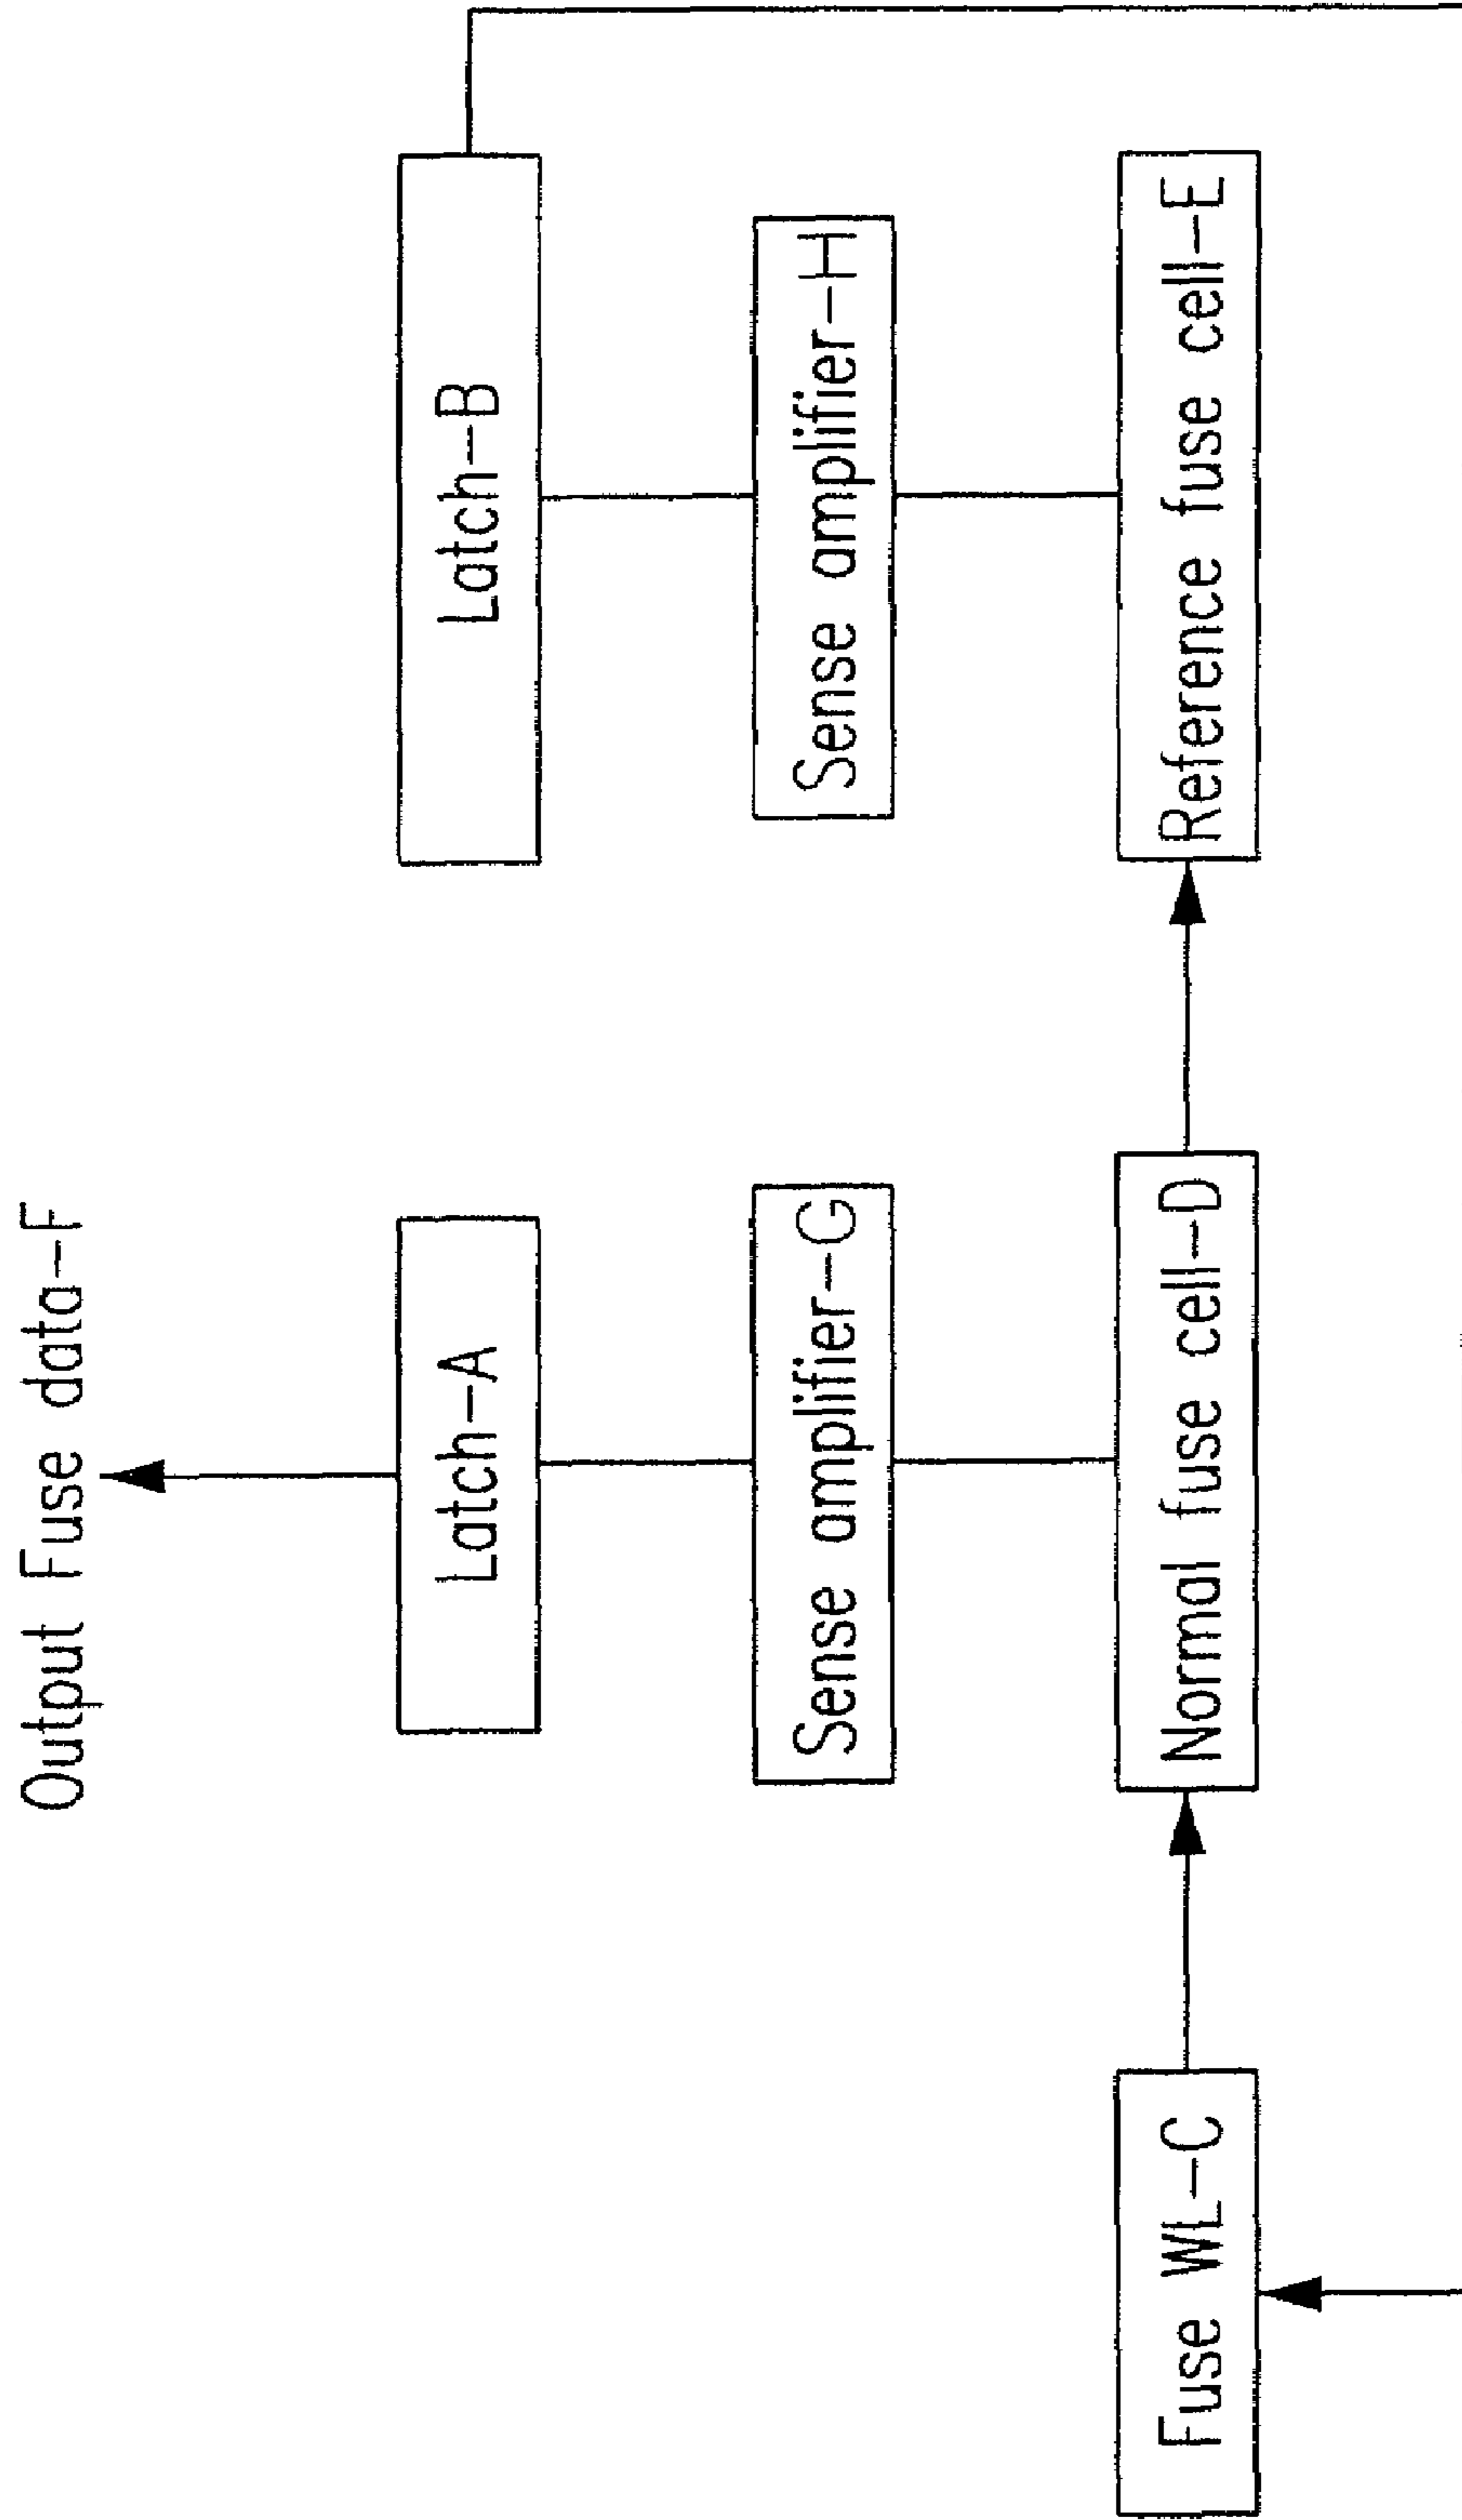 Output Fuse data-F
Latch-A
Latch-B
Sense amplifier-G
Sense amplifier-H
Fuse WL-C
Normal fuse cell-D
Reference fuse cell-E